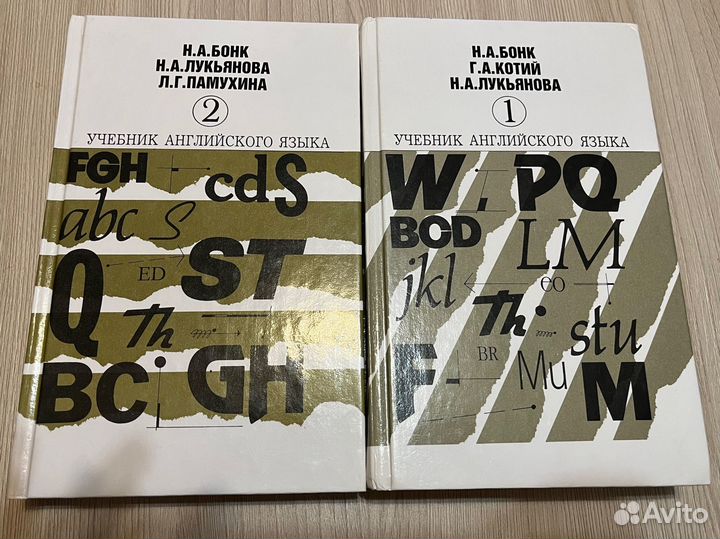 Н.А.БОНК
Н.А.ЛУКЬЯНОВА
Л.Г.ПАМУХИНА
2
УЧЕБНИК АНГЛИЙСКОГО ЯЗЫКА
FGH
cdS
abc S
Q
ED
ST
Th
BC
GH
Н.А.БОНК
Г.А.КОТИЙ
Н.А.ЛУКЬЯНОВА
1
УЧЕБНИК АНГЛИЙСКОГО ЯЗЫКА
W. PQ
BCD
LM
jkl
eo
Th
stu
F
BR
Mu
M
Avito